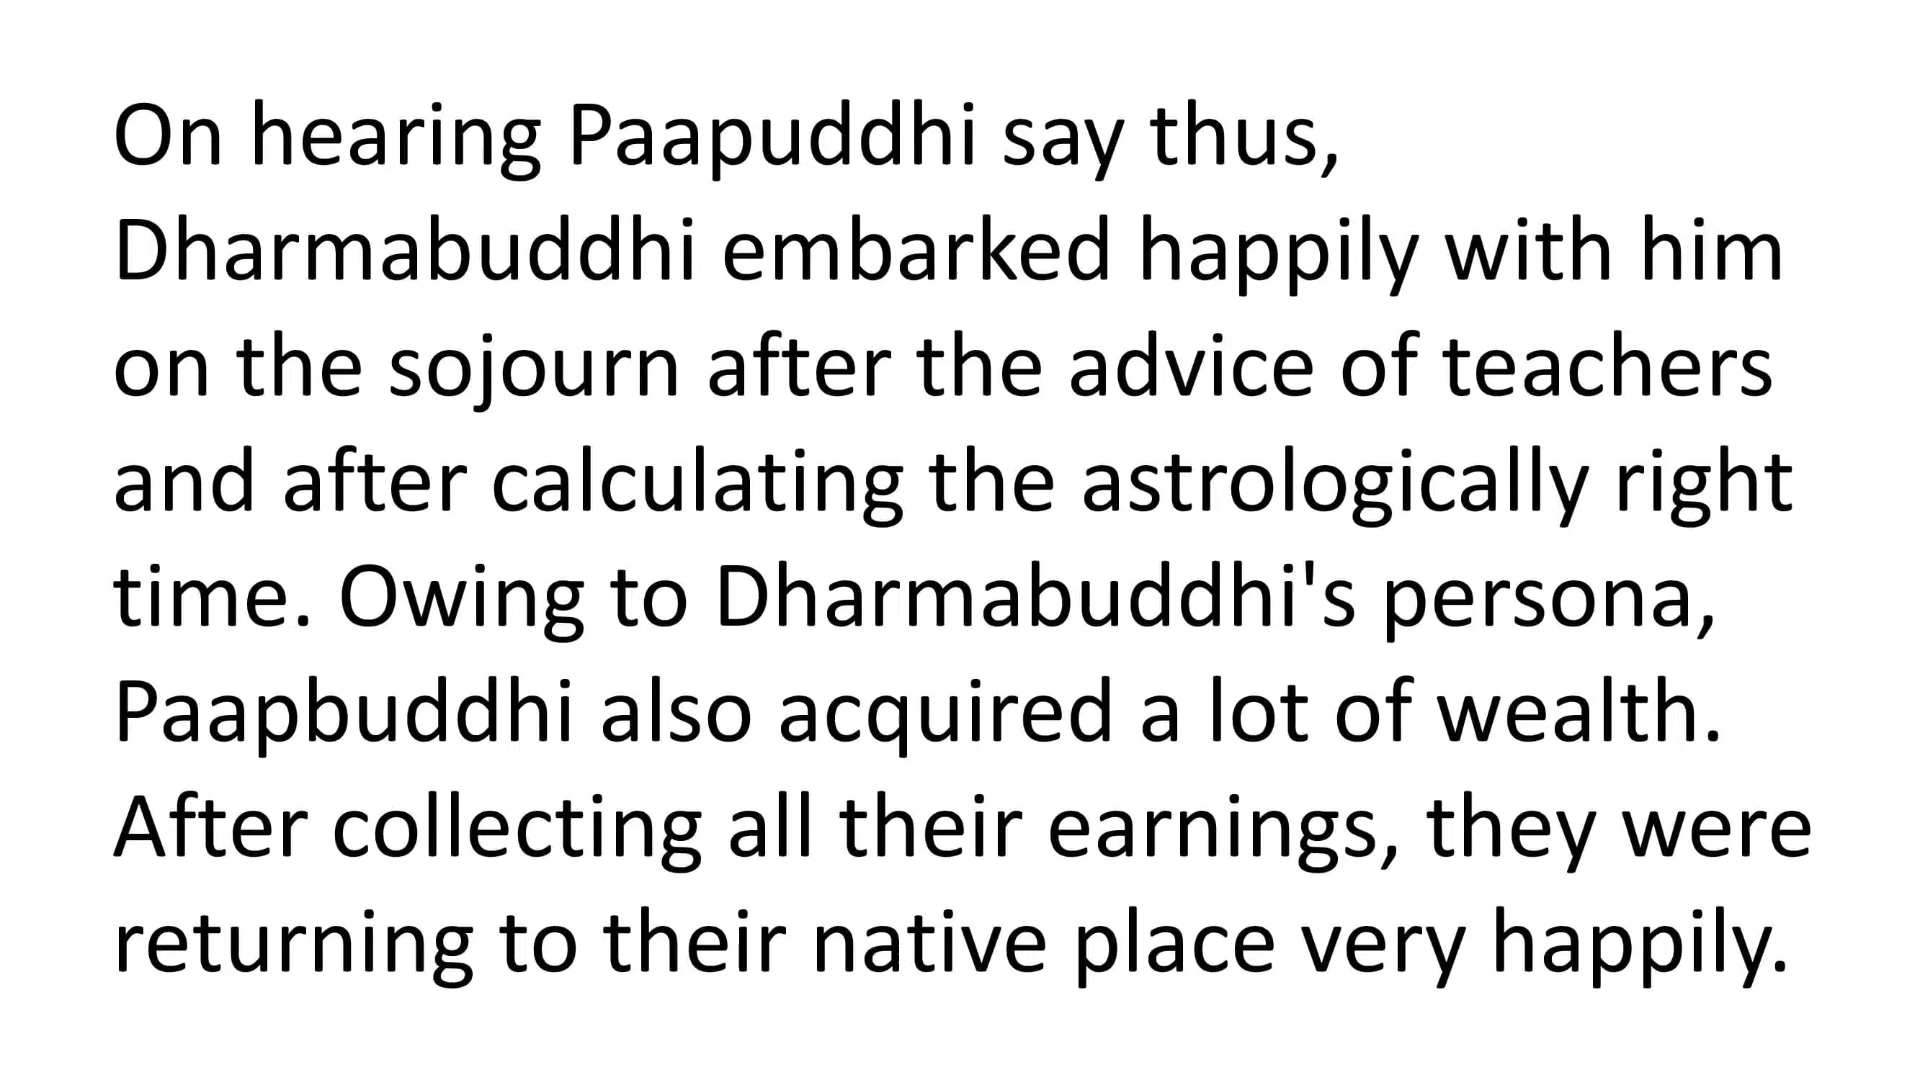 On hearing Paapuddhi say thus,
Dharmabuddhi embarked happily with him
on the sojourn after the advice of teachers
and after calculating the astrologically right
time. Owing to Dharmabuddhi's persona,
Paapbuddhi also acquired a lot of wealth.
After collecting all their earnings, they were
returning to their native place very happily.